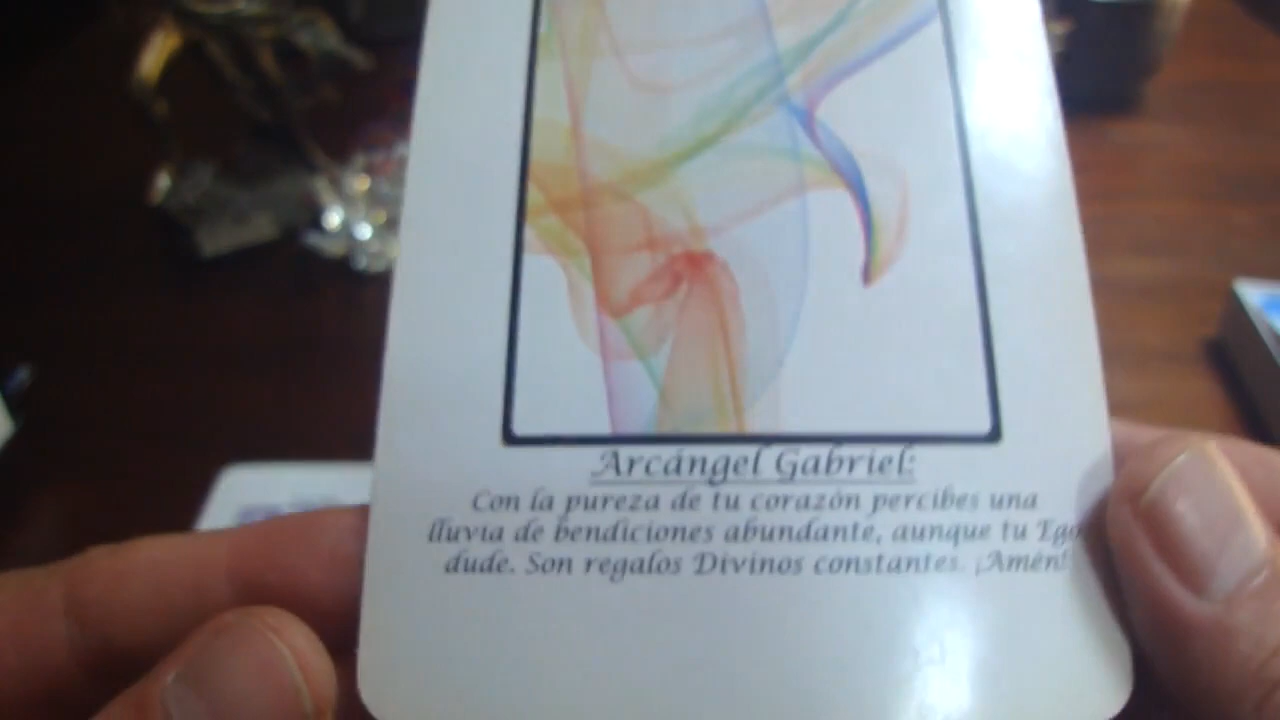 Arcángel Gabriel:
Con la pureza de tu corazón percibes una
lluvia de bendiciones abundante, aunque tu Ego
dude. Son regalos Divinos constantes. ¡Amén!